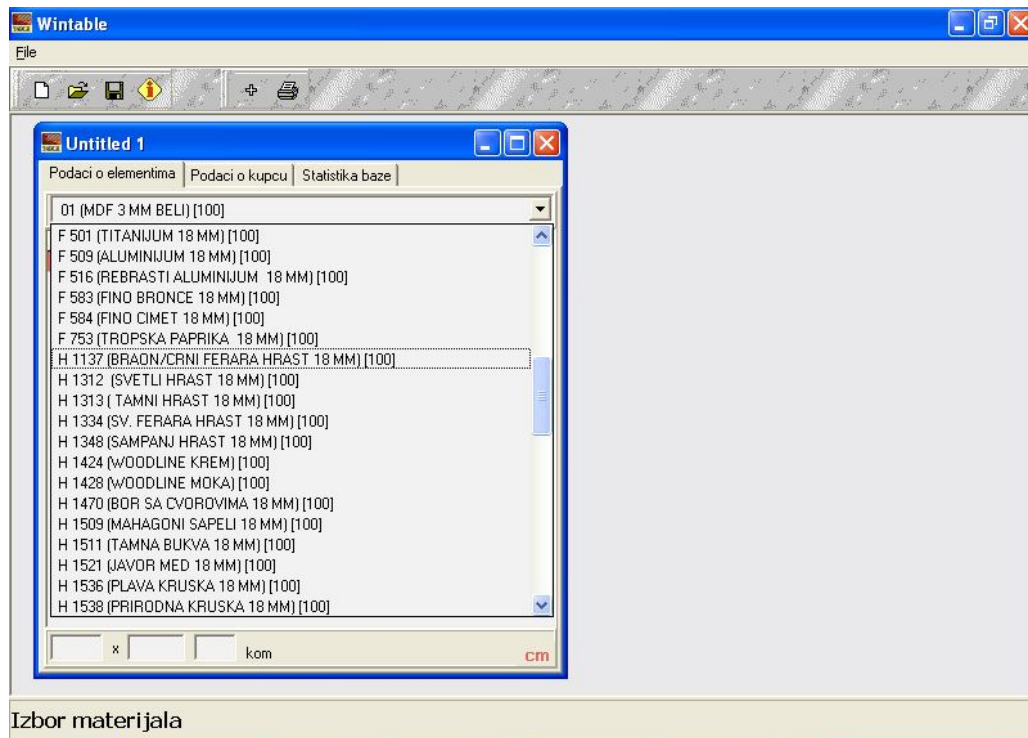 Wintable
File
Untitled 1
Podaci o elementima Podaci o kupcu Statistika baze
01 (MDF 3 MM BELI) [100]
F 501 (TITANIJUM 18 MM) [100]
F 509 (ALUMINIJUM 18 MM) [100]
F 516 (REBRASTI ALUMINIJUM  18 MM) [100]
F 583 (FINO BRONCE 18 MM) [100]
F 584 (FINO CIMET 18 MM) [100]
F 753 (TROPSKA PAPRIKA  18 MM) [100]
H 1137 (BRAON/CRNI FERARA HRAST 18 MM) [100]
H 1312  (SVETLI HRAST 18 MM) [100]
H 1313 ( TAMNI HRAST 18 MM) [100]
H 1334 (SV. FERARA HRAST 18 MM) [100]
H 1348 (SAMPANJ HRAST 18 MM) [100]
H 1424 (WOODLINE KREM) [100]
H 1428 (WOODLINE MOKA) [100]
H 1470 (BOR SA CVOROVIMA 18 MM) [100]
H 1509 (MAHAGONI SAPELI 18 MM) [100]
H 1511 (TAMNA BUKVA 18 MM) [100]
H 1521 (JAVOR MED 18 MM) [100]
H 1536 (PLAVA KRUSKA 18 MM) [100]
H 1538 (PRIRODNA KRUSKA 18 MM) [100]
x kom cm
Izbor materijala